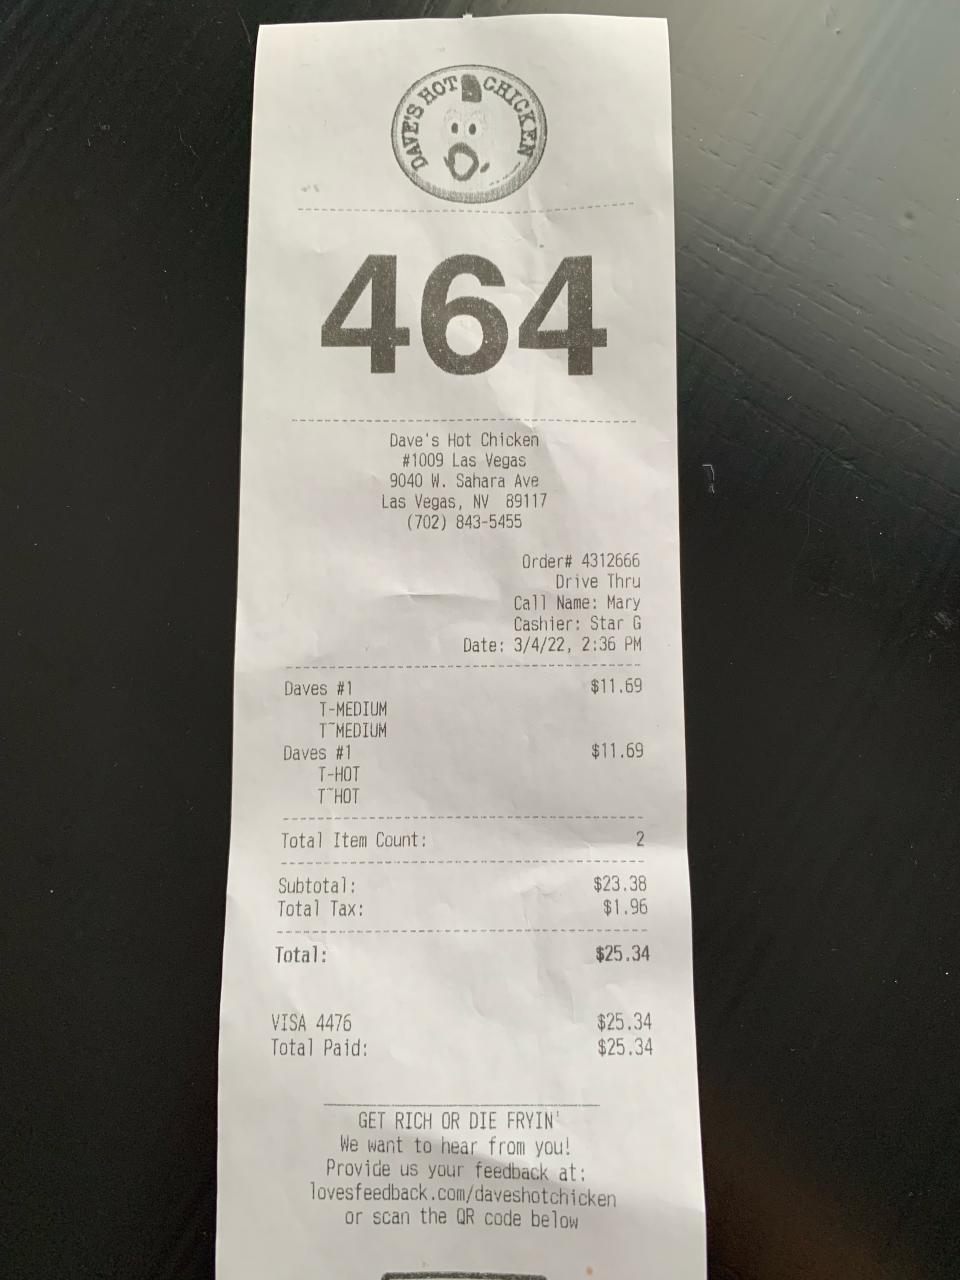 DAVE'S HOT CHICKEN
464
Dave's Hot Chicken
#1009 Las Vegas
9040 W. Sahara Ave
Las Vegas, NV 89117
(702) 843-5455
Order# 4312666
Drive Thru
Call Name: Mary
Cashier: Star G
Date: 3/4/22, 2:36 PM
Daves #1 $11.69
T-MEDIUM
T~MEDIUM
Daves #1 $11.69
T-HOT
T~HOT
Total Item Count: 2
Subtotal: $23.38
Total Tax: $1.96
Total: $25.34
VISA 4476 $25.34
Total Paid: $25.34
GET RICH OR DIE FRYIN'
We want to hear from you!
Provide us your feedback at:
lovesfeedback.com/daveshotchicken
or scan the QR code below